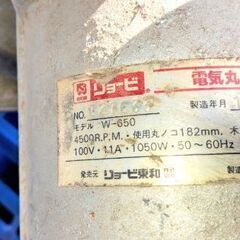 リョービ 電気丸
NO.
モデル W-650 製造年月
4500R.P.M.・使用丸ノコ182mm. 木
100V・11A・1050W・50～60Hz
発売元 リョービ東和